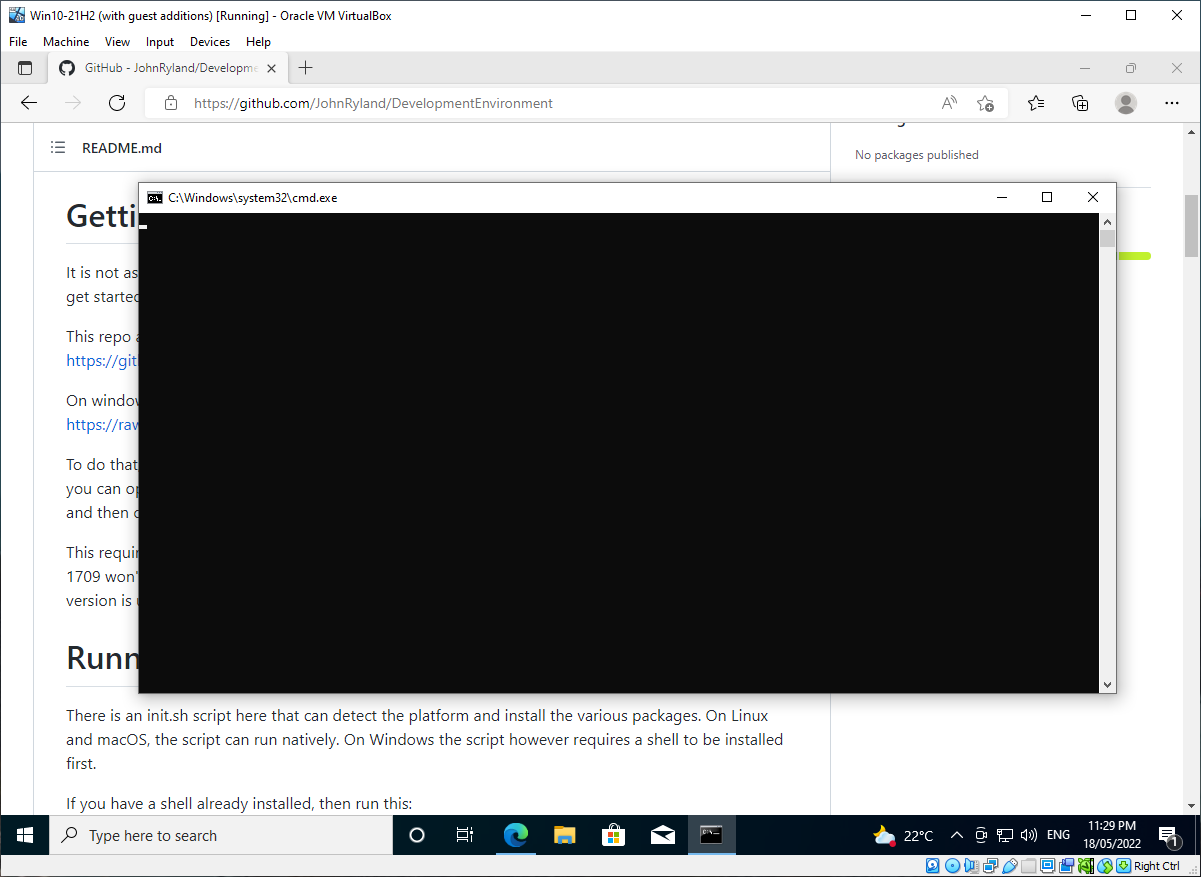 Win10-21H2 (with guest additions) [Running] - Oracle VM VirtualBox
File Machine View Input Devices Help
GitHub - JohnRyland/Developm
https://github.com/JohnRyland/DevelopmentEnvironment
README.md
No packages published
C:\Windows\system32\cmd.exe
Getti
It is not as
get started
This repo a
https://git
On window
https://raw
To do that
you can op
and then
This requir
1709 won'
version is
Runn
There is an init.sh script here that can detect the platform and install the various packages. On Linux
and macOS, the script can run natively. On Windows the script however requires a shell to be installed
first.
If you have a shell already installed, then run this:
Type here to search
22°C
ENG
11:29 PM
18/05/2022
1
Right Ctrl